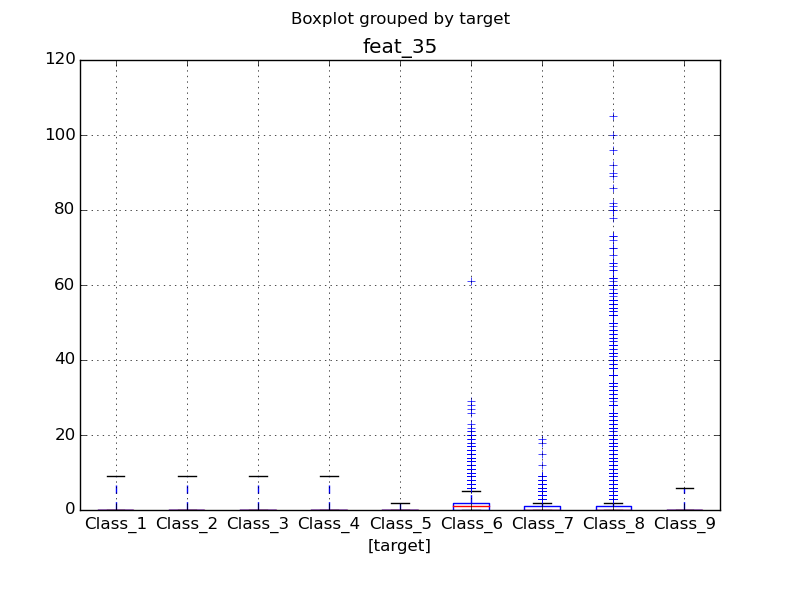 Boxplot grouped by target
feat_35
120
100
80
60
40
20
0
Class_1 Class_2 Class_3 Class_4 Class_5 Class_6 Class_7 Class_8 Class_9
[target]